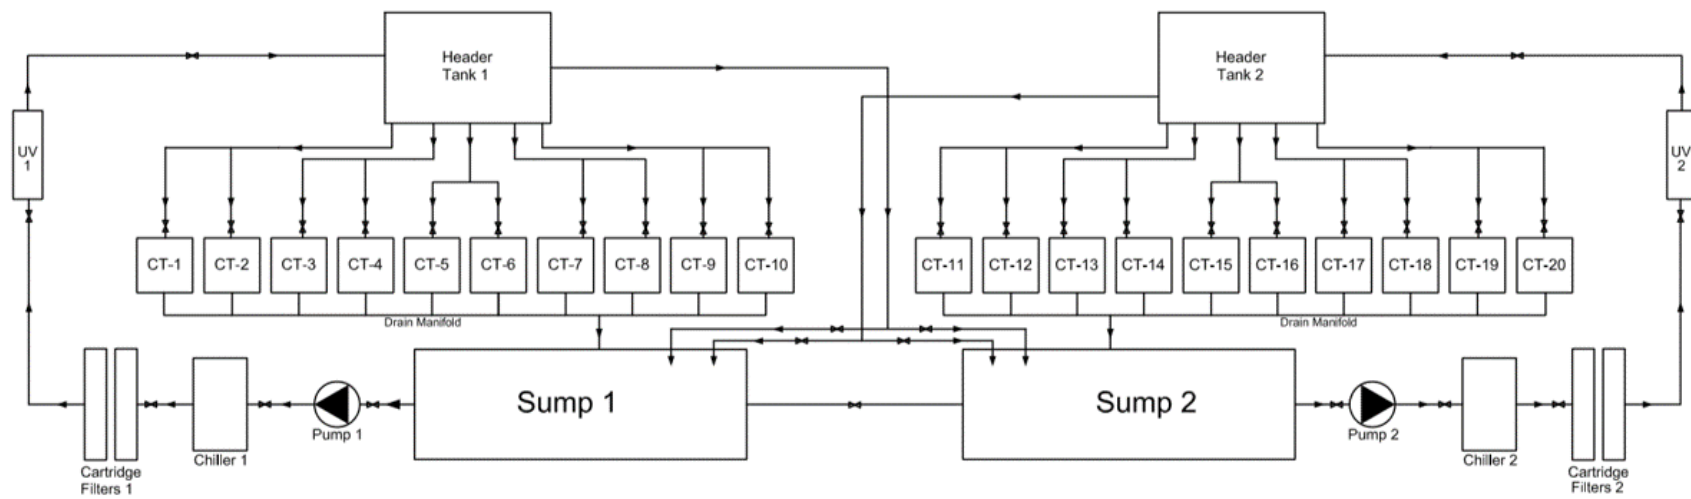 Header
Tank 1
Header
Tank 2
UV
1
UV
2
CT-1
CT-2
CT-3
CT-4
CT-5
CT-6
CT-7
CT-8
CT-9
CT-10
CT-11
CT-12
CT-13
CT-14
CT-15
CT-16
CT-17
CT-18
CT-19
CT-20
Drain Manifold
Drain Manifold
Sump 1
Sump 2
Pump 1
Pump 2
Chiller 1
Chiller 2
Cartridge
Filters 1
Cartridge
Filters 2